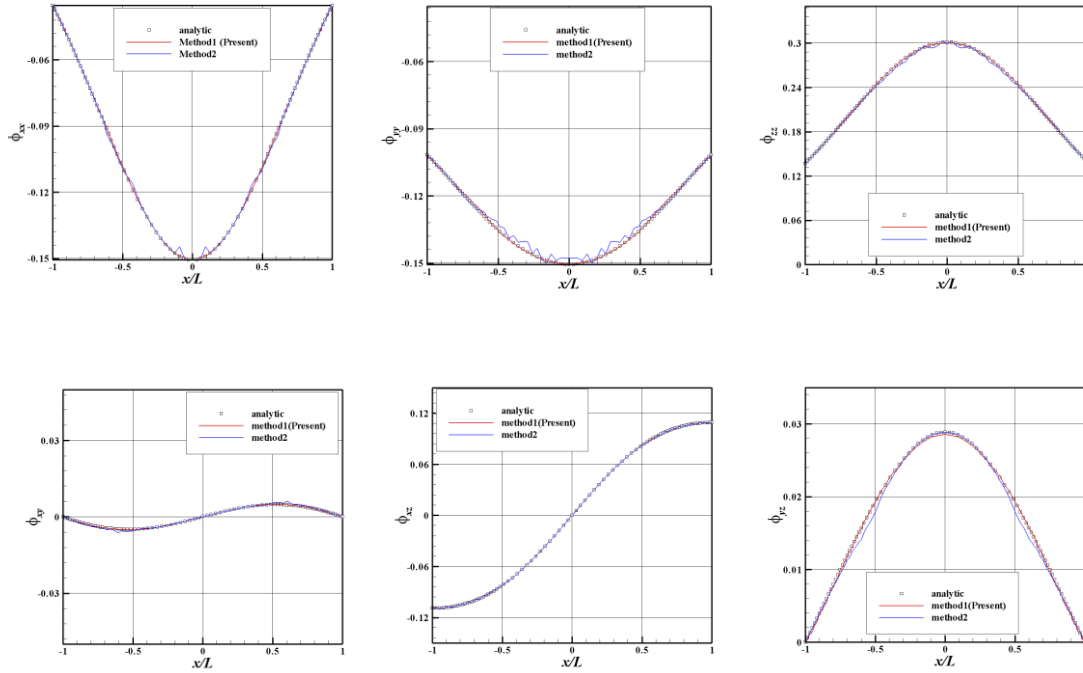 analytic
Method1 (Present)
Method2
-0.06
-0.09
-0.12
-0.15
ϕxx
-1
-0.5
0
0.5
1
x/L
analytic
method1(Present)
method2
-0.06
-0.09
-0.12
-0.15
ϕyy
-1
-0.5
0
0.5
1
x/L
0.3
0.24
0.18
0.12
0.06
0
ϕzz
analytic
method1(Present)
method2
-1
-0.5
0
0.5
x/L
analytic
method1(Present)
method2
0.03
0
-0.03
ϕxy
-1
-0.5
0
0.5
1
x/L
analytic
method1(Present)
method2
0.12
0.06
0
-0.06
-0.12
ϕxz
-1
-0.5
0
0.5
1
x/L
0.03
0.02
0.01
0
ϕyz
analytic
method1(Present)
method2
-1
-0.5
0
0.5
x/L